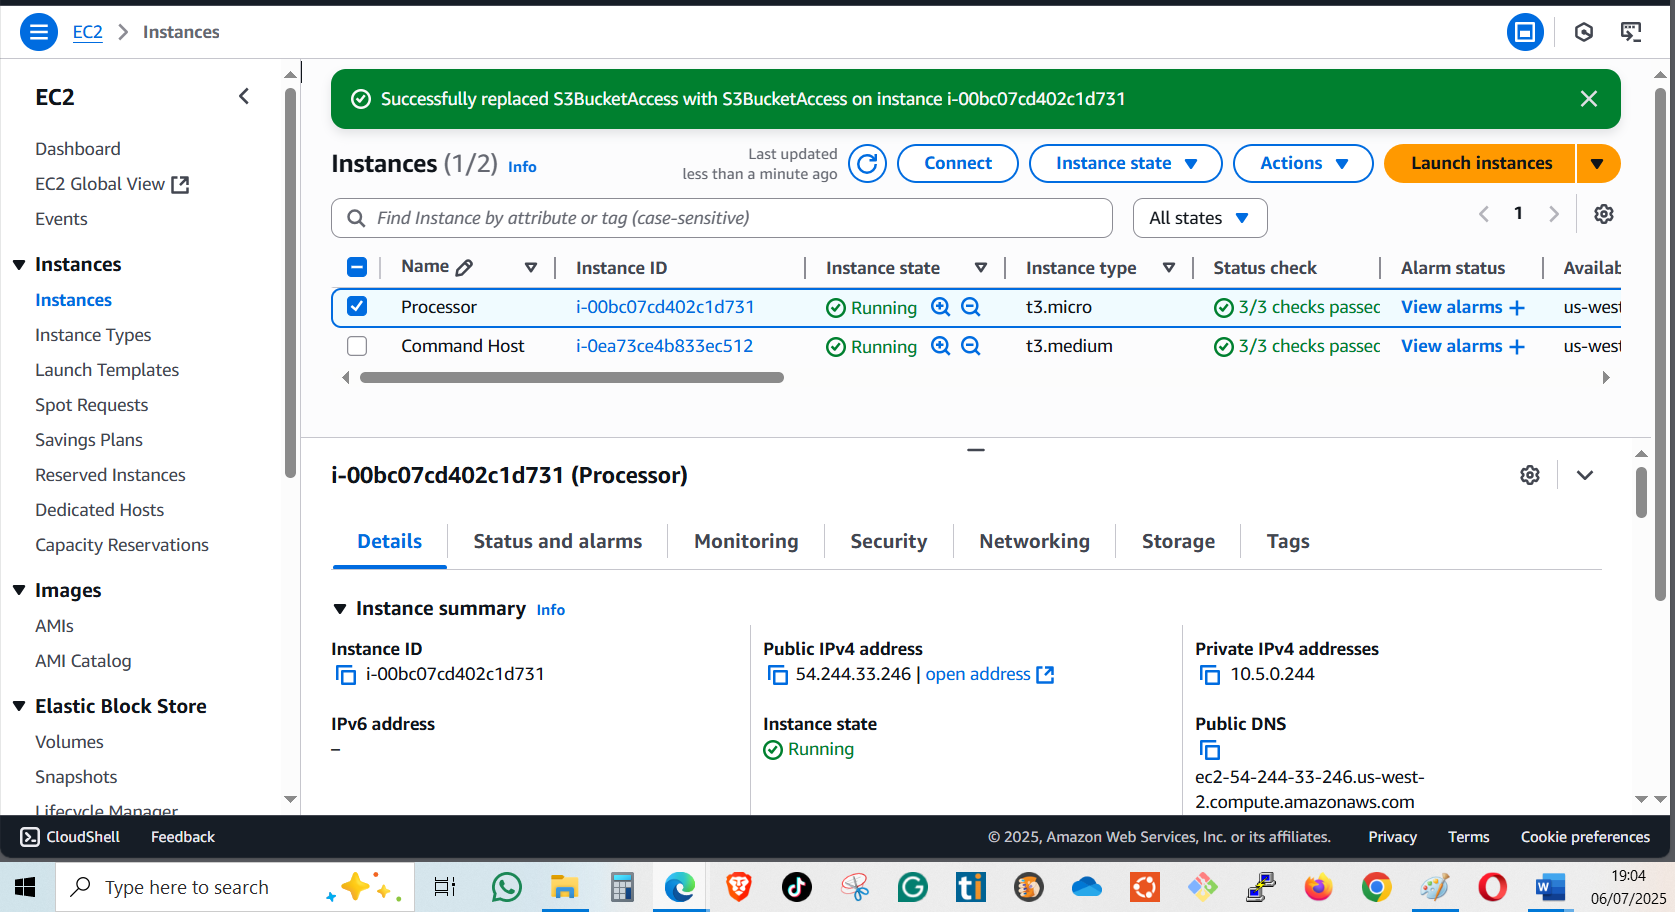 EC2 > Instances
EC2
Dashboard
EC2 Global View
Events
Instances
Instances
Instance Types
Launch Templates
Spot Requests
Savings Plans
Reserved Instances
Dedicated Hosts
Capacity Reservations
Images
AMIs
AMI Catalog
Elastic Block Store
Volumes
Snapshots
Lifecycle Manager
Successfully replaced S3BucketAccess with S3BucketAccess on instance i-00bc07cd402c1d731
Instances (1/2) Info
Last updated
less than a minute ago
Connect Instance state Actions Launch instances
Find Instance by attribute or tag (case-sensitive)
All states
1
Name Instance ID Instance state Instance type Status check Alarm status Availab
Processor i-00bc07cd402c1d731 Running t3.micro 3/3 checks passed View alarms + us-west
Command Host i-0ea73ce4b833ec512 Running t3.medium 3/3 checks passed View alarms + us-west
i-00bc07cd402c1d731 (Processor)
Details Status and alarms Monitoring Security Networking Storage Tags
Instance summary Info
Instance ID
i-00bc07cd402c1d731
Public IPv4 address
54.244.33.246 | open address
Private IPv4 addresses
10.5.0.244
IPv6 address
–
Instance state
Running
Public DNS
ec2-54-244-33-246.us-west-
2.compute.amazonaws.com
CloudShell Feedback © 2025, Amazon Web Services, Inc. or its affiliates. Privacy Terms Cookie preferences
Type here to search
19:04
06/07/2025